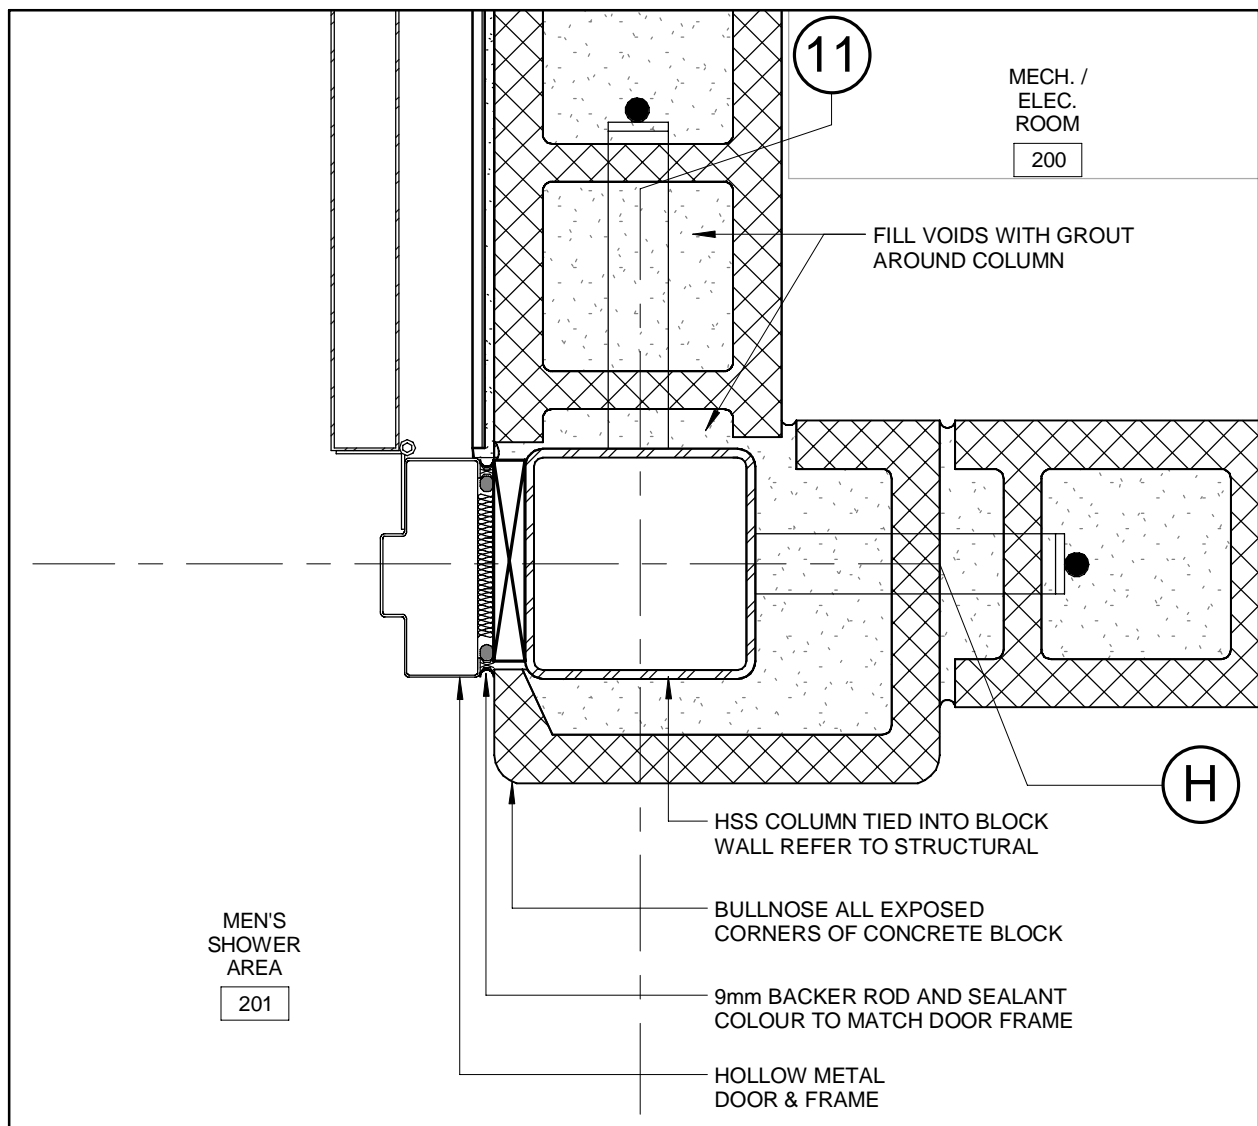 11
MECH. /
ELEC.
ROOM
200
FILL VOIDS WITH GROUT
AROUND COLUMN
H
HSS COLUMN TIED INTO BLOCK
WALL REFER TO STRUCTURAL
BULLNOSE ALL EXPOSED
CORNERS OF CONCRETE BLOCK
MEN'S
SHOWER
AREA
201
9mm BACKER ROD AND SEALANT
COLOUR TO MATCH DOOR FRAME
HOLLOW METAL
DOOR & FRAME